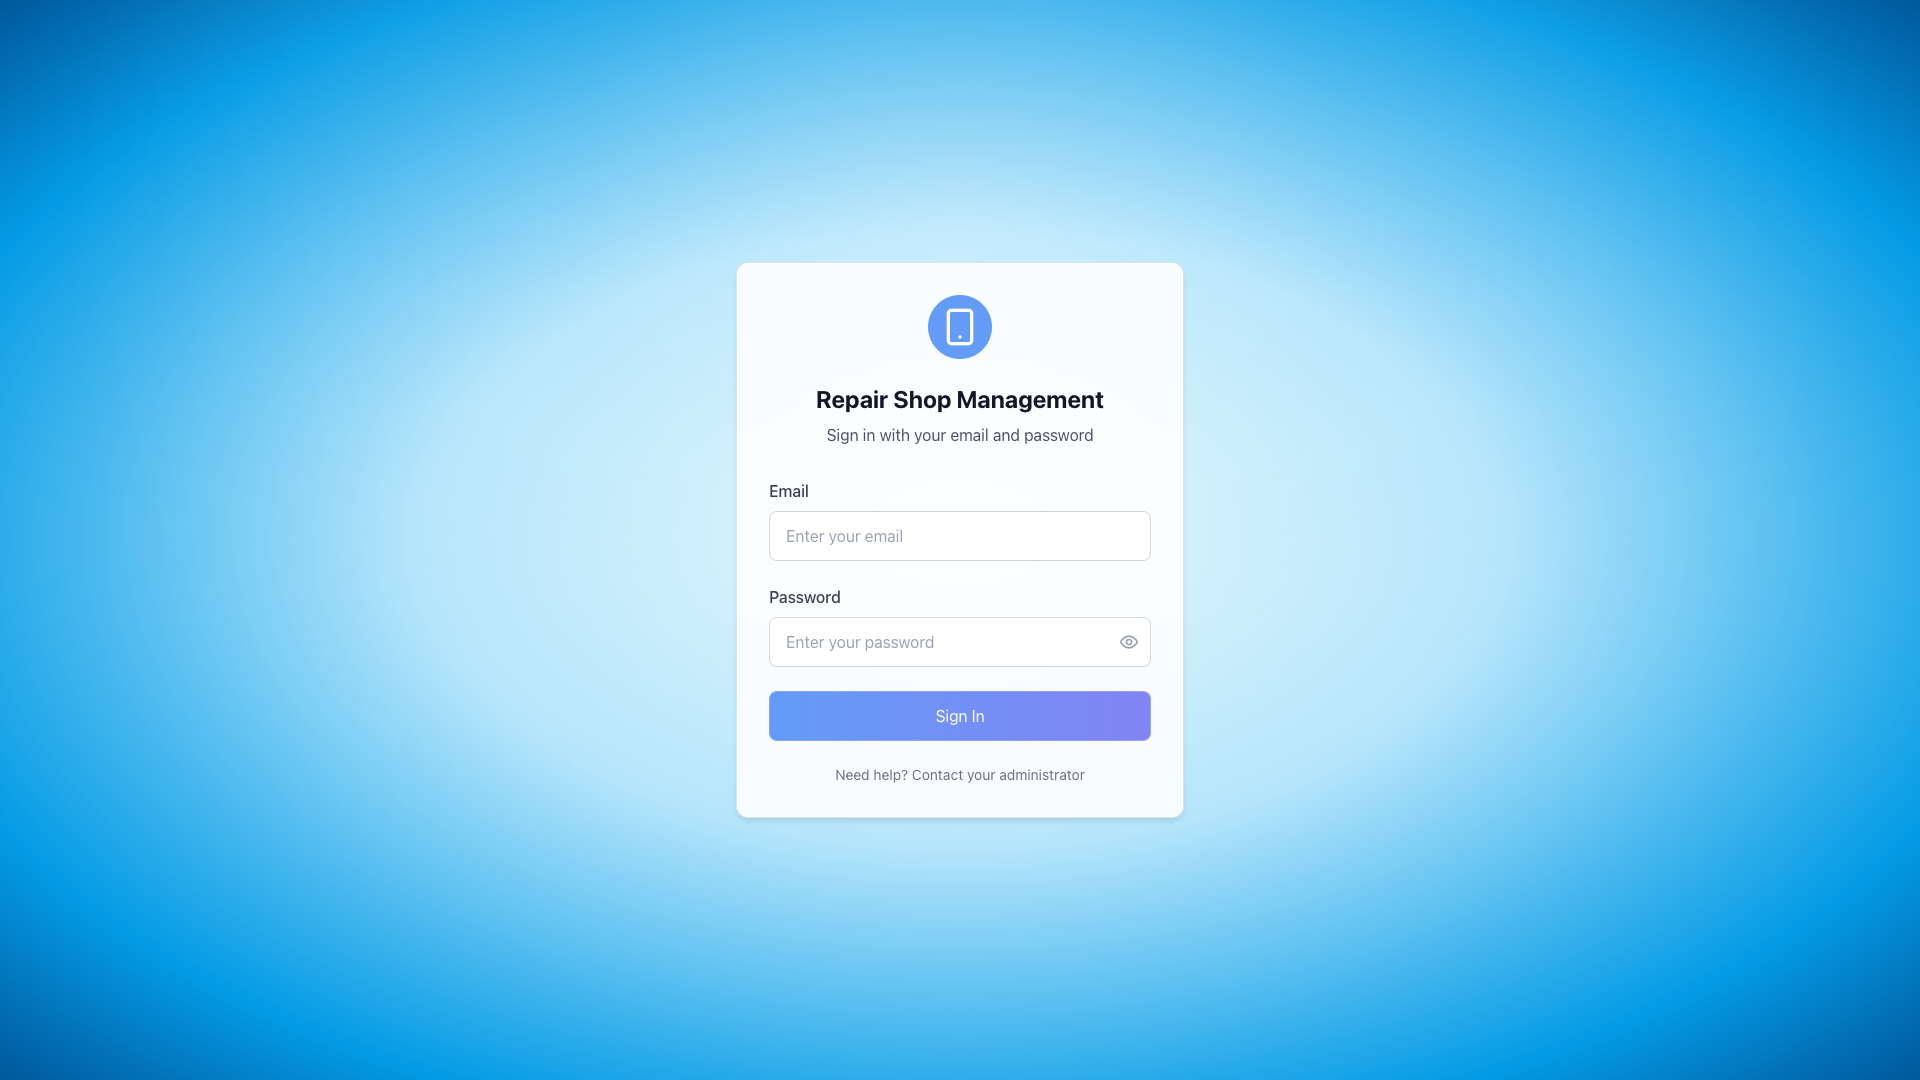 Repair Shop Management
Sign in with your email and password
Email
Enter your email
Password
Enter your password
Sign In
Need help? Contact your administrator